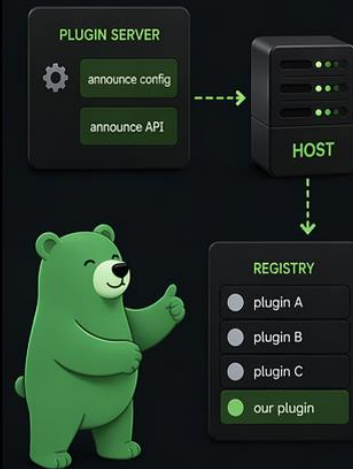 PLUGIN SERVER
announce config
announce API
HOST
REGISTRY
plugin A
plugin B
plugin C
our plugin